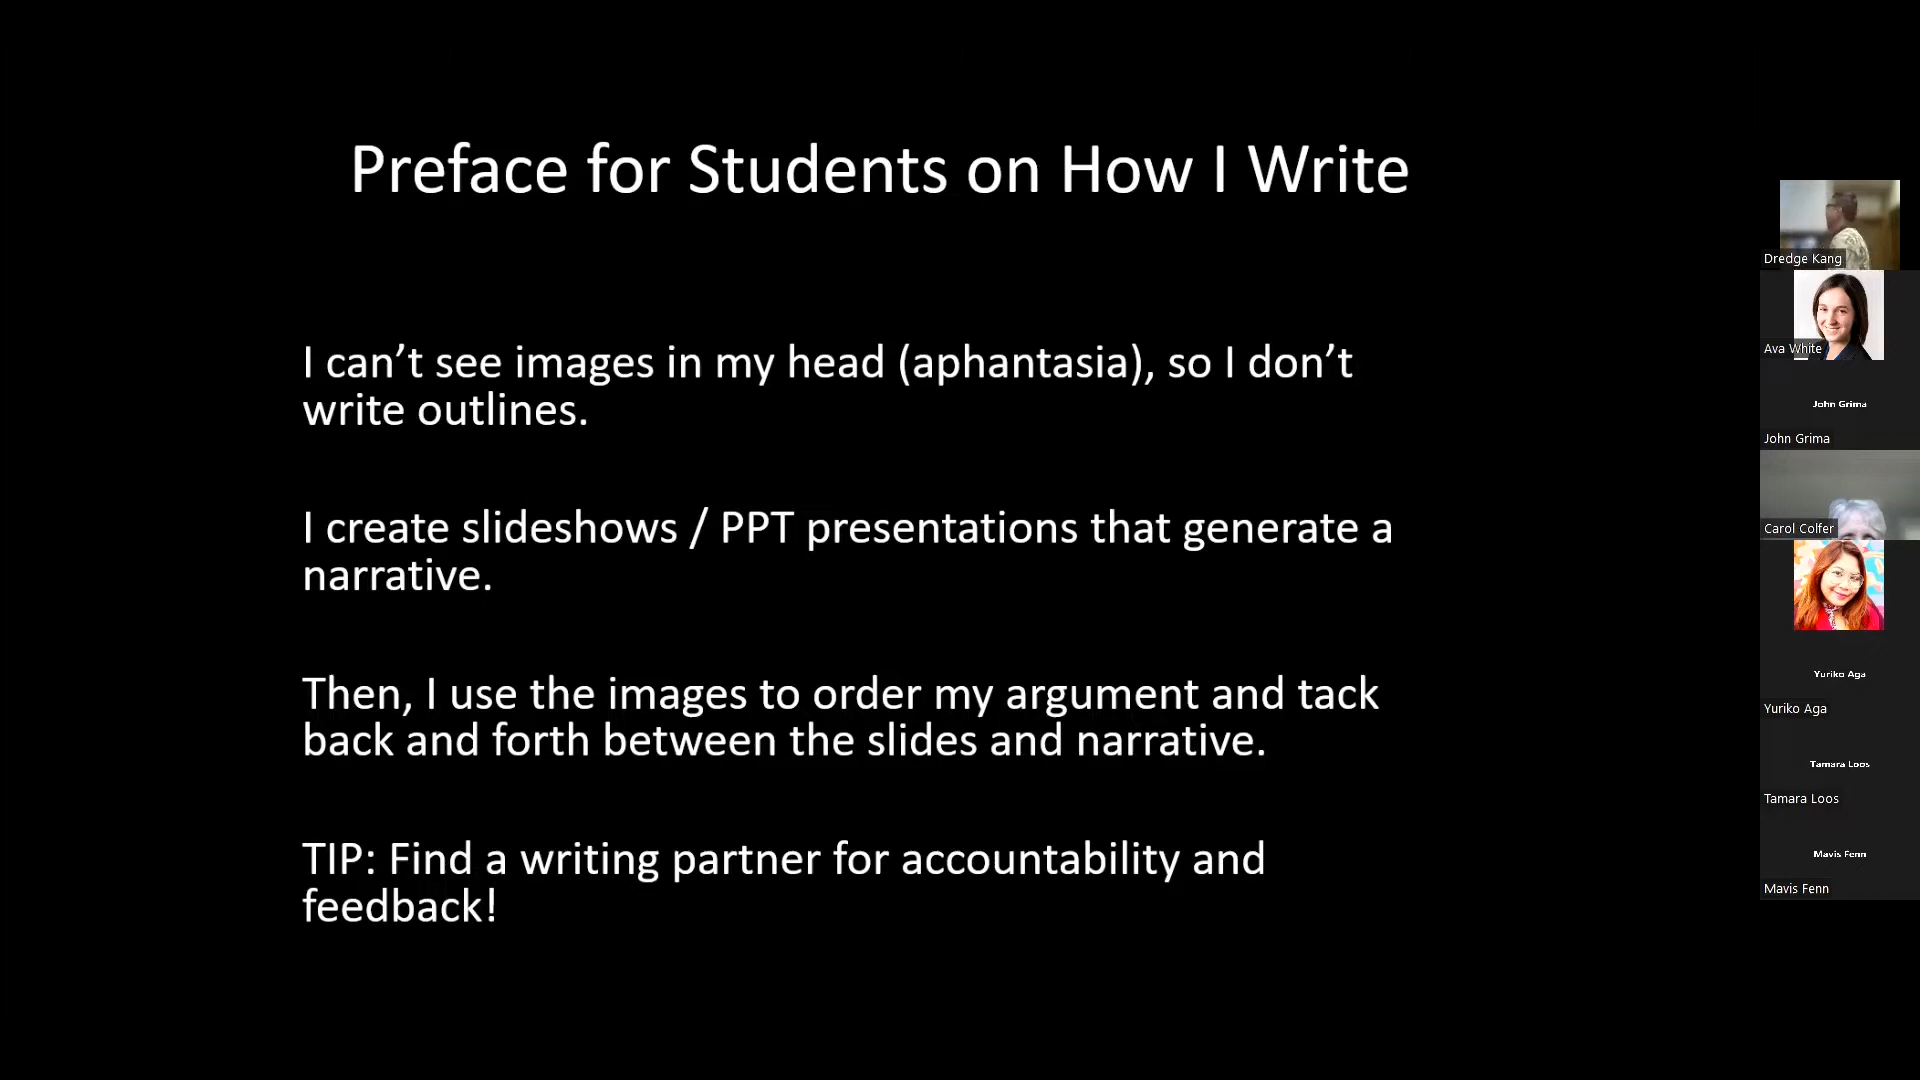 Preface for Students on How I Write
I can’t see images in my head (aphantasia), so I don’t
write outlines.
I create slideshows / PPT presentations that generate a
narrative.
Then, I use the images to order my argument and tack
back and forth between the slides and narrative.
TIP: Find a writing partner for accountability and
feedback!
Dredge Kang
Ava White
John Grima
John Grima
Carol Colfer
Yuriko Aga
Yuriko Aga
Tamara Loos
Tamara Loos
Mavis Fenn
Mavis Fenn